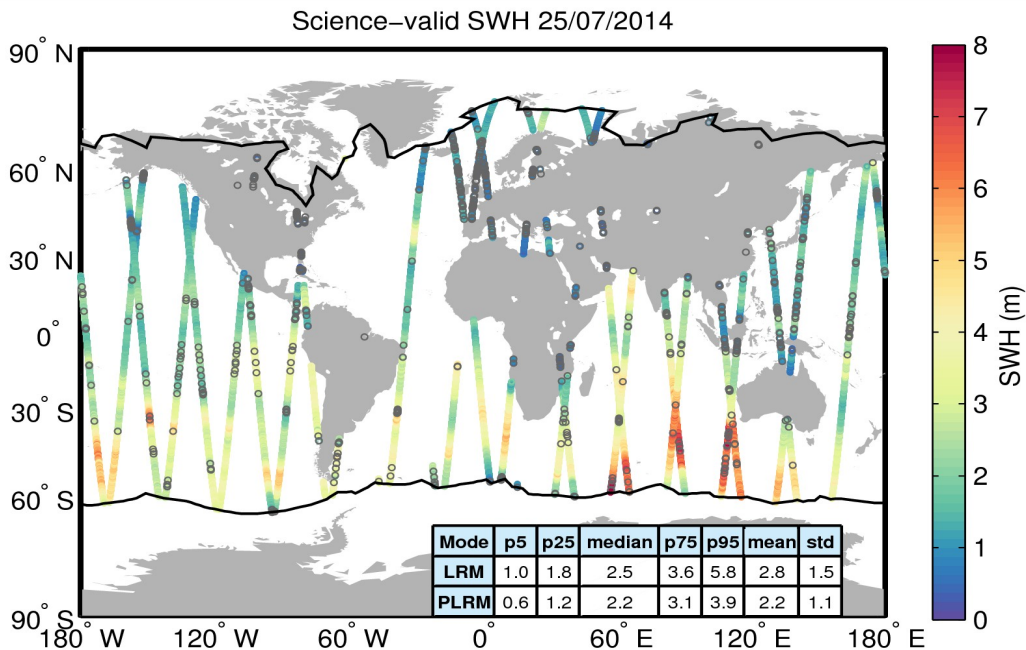 Science−valid SWH 25/07/2014
90° N
60° N
30° N
0°
30° S
60° S
90° S
180° W
120° W
60° W
0°
60° E
120° E
180° E
Mode p5 p25 median p75 p95 mean std
LRM 1.0 1.8 2.5 3.6 5.8 2.8 1.5
PLRM 0.6 1.2 2.2 3.1 3.9 2.2 1.1
8
7
6
5
4
3
2
1
0
SWH (m)